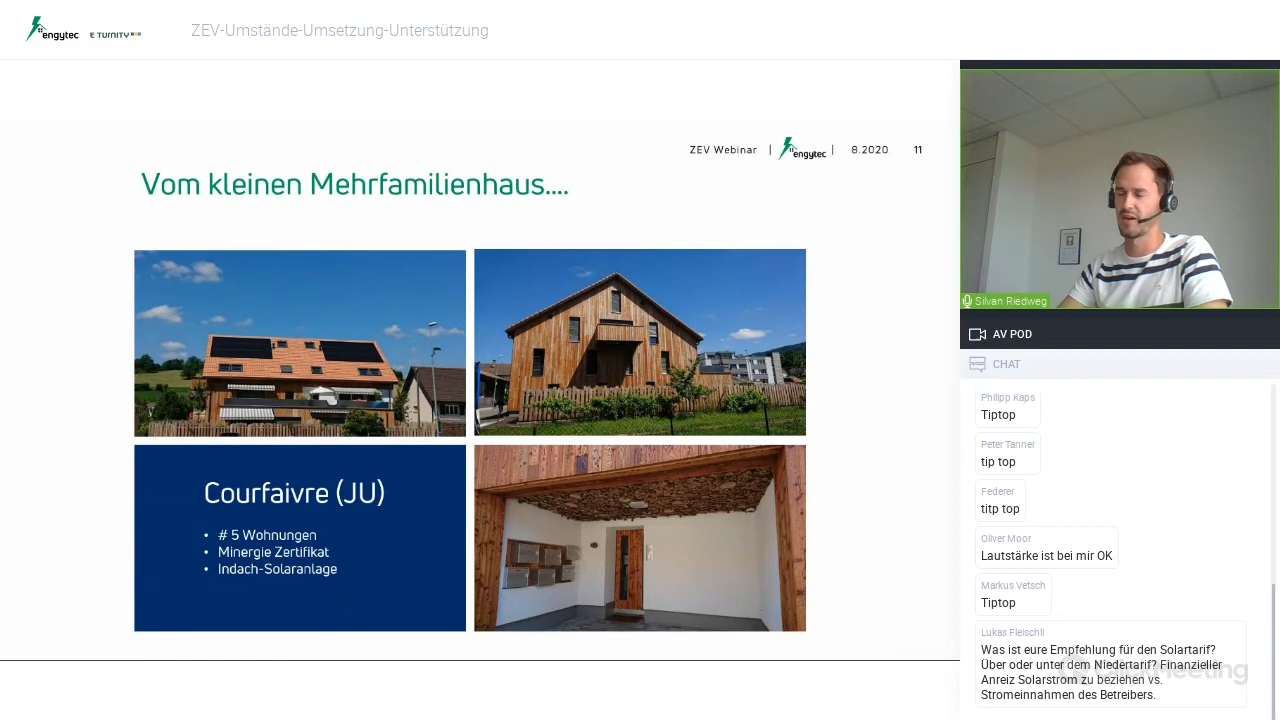 engytec
E TURNITY
ZEV-Umstände-Umsetzung-Unterstützung
ZEV Webinar | engytec | 8.2020 11
Vom kleinen Mehrfamilienhaus....
Courfaivre (JU)
• # 5 Wohnungen
• Minergie Zertifikat
• Indach-Solaranlage
Silvan Riedweg
AV POD
CHAT
Philipp Kaps
Tiptop
Peter Tanner
tip top
Federer
titp top
Oliver Moor
Lautstärke ist bei mir OK
Markus Vetsch
Tiptop
Lukas Fleischli
Was ist eure Empfehlung für den Solartarif?
Über oder unter dem Niedertarif? Finanzieller
Anreiz Solarstrom zu beziehen vs.
Stromeinnahmen des Betreibers.
ClickMeeting